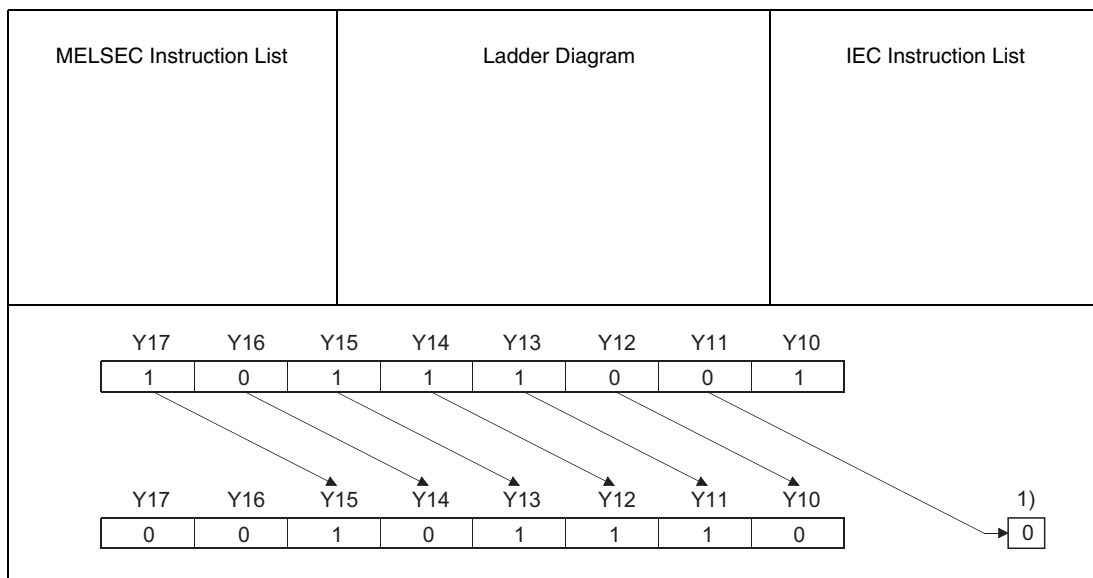 MELSEC Instruction List Ladder Diagram IEC Instruction List
Y17 Y16 Y15 Y14 Y13 Y12 Y11 Y10
1 0 1 1 1 0 0 1
Y17 Y16 Y15 Y14 Y13 Y12 Y11 Y10 1)
0 0 1 0 1 1 1 0 0